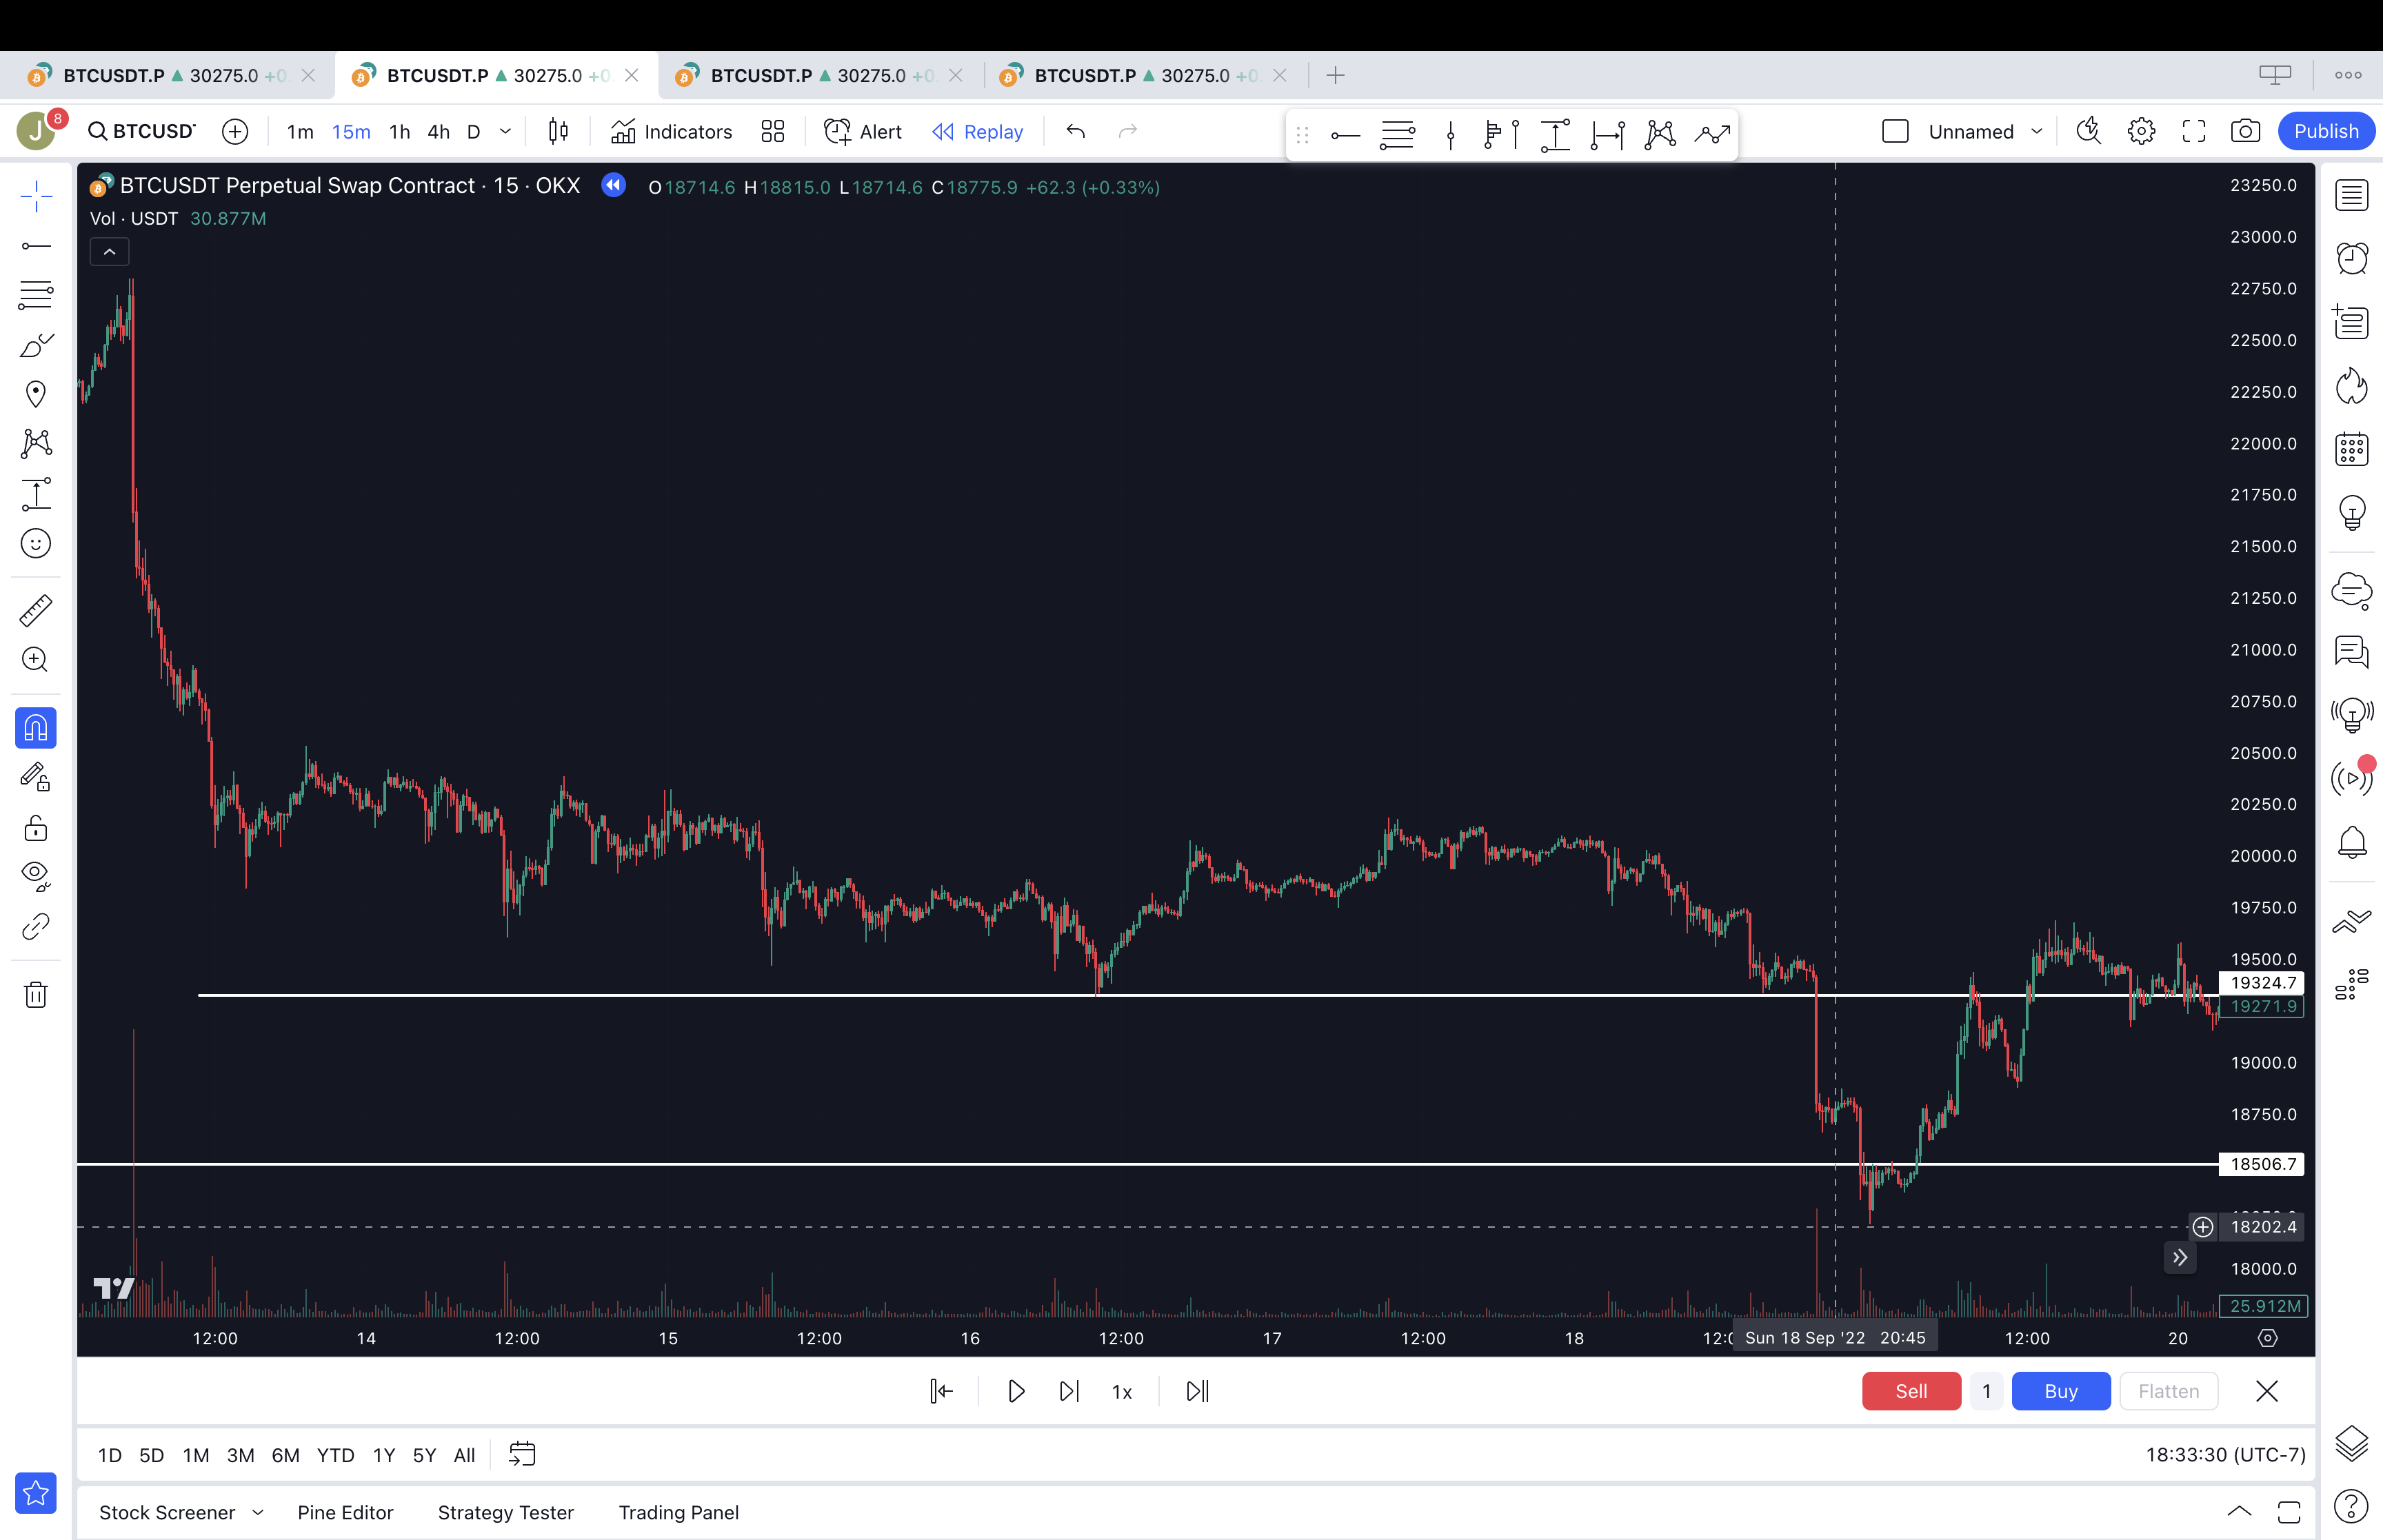 BTCUSDT.P ▲ 30275.0 +0
BTCUSDT.P ▲ 30275.0 +0
BTCUSDT.P ▲ 30275.0 +0
BTCUSDT.P ▲ 30275.0 +0
J
8
BTCUSD
1m 15m 1h 4h D
Indicators
Alert
Replay
Unnamed
Publish
BTCUSDT Perpetual Swap Contract · 15 · OKX
O18714.6 H18815.0 L18714.6 C18775.9 +62.3 (+0.33%)
Vol · USDT 30.877M
23250.0
23000.0
22750.0
22500.0
22250.0
22000.0
21750.0
21500.0
21250.0
21000.0
20750.0
20500.0
20250.0
20000.0
19750.0
19500.0
19324.7
19271.9
19000.0
18750.0
18506.7
18202.4
18000.0
25.912M
12:00 14 12:00 15 12:00 16 12:00 17 12:00 18 Sun 18 Sep '22 20:45 12:00 20
1x
Sell 1 Buy Flatten
1D 5D 1M 3M 6M YTD 1Y 5Y All
18:33:30 (UTC-7)
Stock Screener Pine Editor Strategy Tester Trading Panel